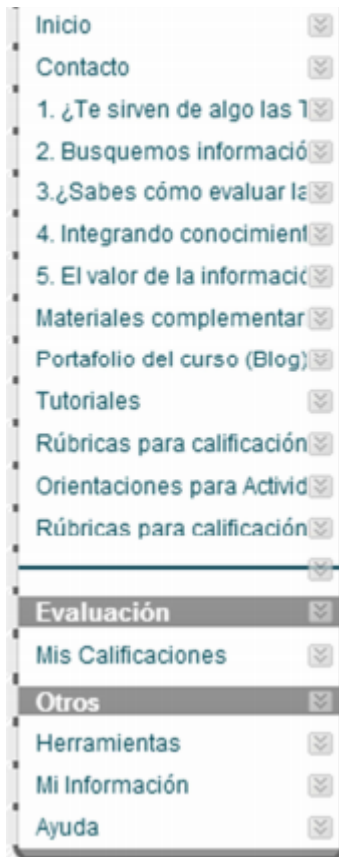 Inicio
Contacto
1. ¿Te sirven de algo las
2. Busquemos informació
3.¿Sabes cómo evaluar la
4. Integrando conocimient
5. El valor de la informació
Materiales complementar
Portafolio del curso (Blog)
Tutoriales
Rúbricas para calificación
Orientaciones para Activid
Rúbricas para calificación
Evaluación
Mis Calificaciones
Otros
Herramientas
Mi Información
Ayuda